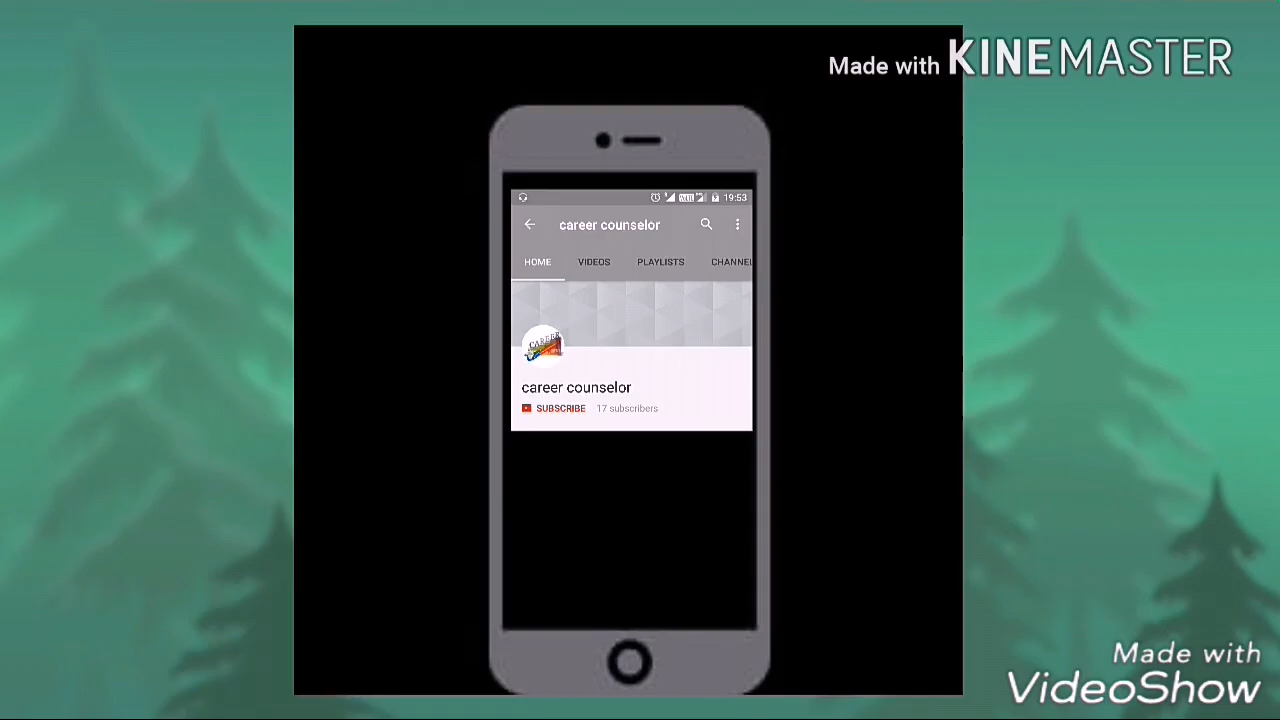 Made with KINEMASTER
19:53
career counselor
HOME VIDEOS PLAYLISTS CHANNEL
CAREER
career counselor
SUBSCRIBE 17 subscribers
Made with
VideoShow